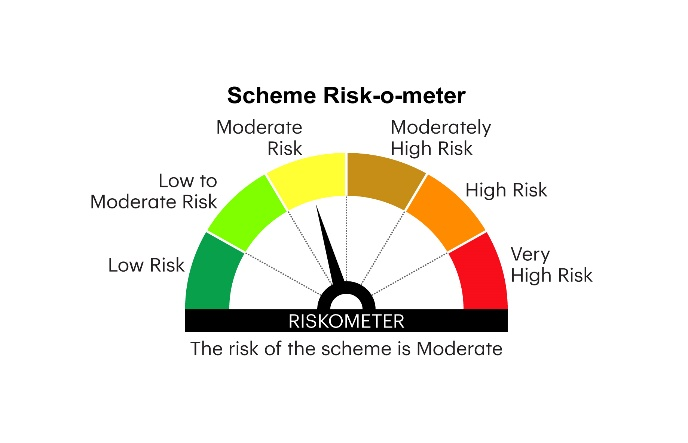 Scheme Risk-o-meter
Moderate
Risk
Moderately
High Risk
Low to
Moderate Risk
High Risk
Low Risk
Very
High Risk
RISKOMETER
The risk of the scheme is Moderate